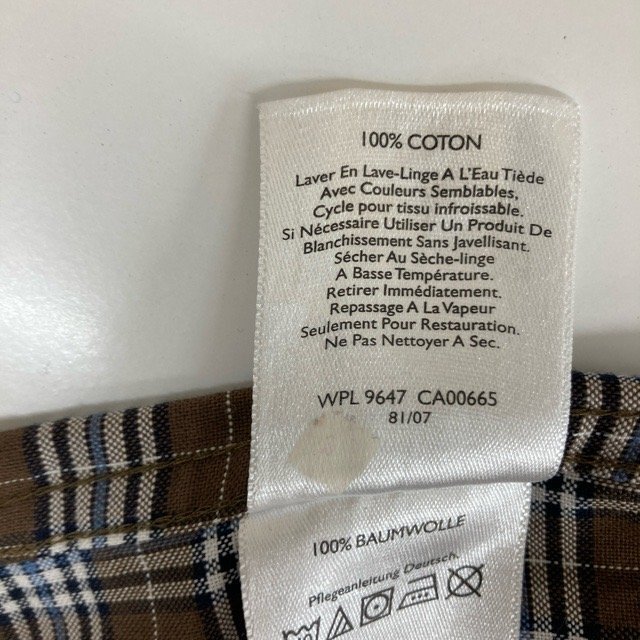 100% COTON
Laver En Lave-Linge A L'Eau Tiède
Avec Couleurs Semblables,
Cycle pour tissu infroissable.
Si Nécessaire Utiliser Un Produit De
Blanchissement Sans Javellisant.
Sécher Au Sèche-linge
A Basse Température.
Retirer Immédiatement.
Repassage A La Vapeur
Seulement Pour Restauration.
Ne Pas Nettoyer A Sec.
WPL 9647 CA00665
81/07
100% BAUMWOLLE
Pflegeanleitung Deutsch